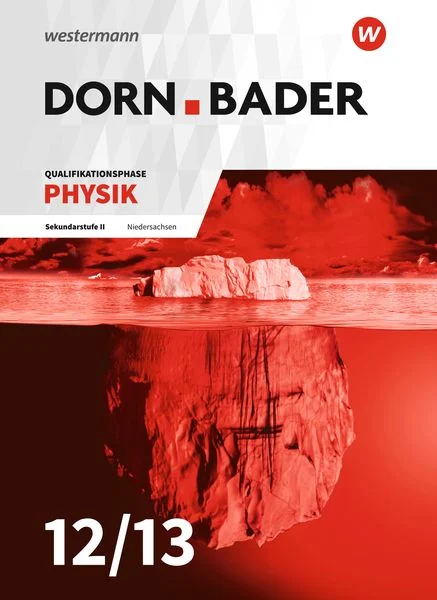 westermann
W
DORN.BADER
QUALIFIKATIONSPHASE
PHYSIK
Sekundarstufe II Niedersachsen
12/13